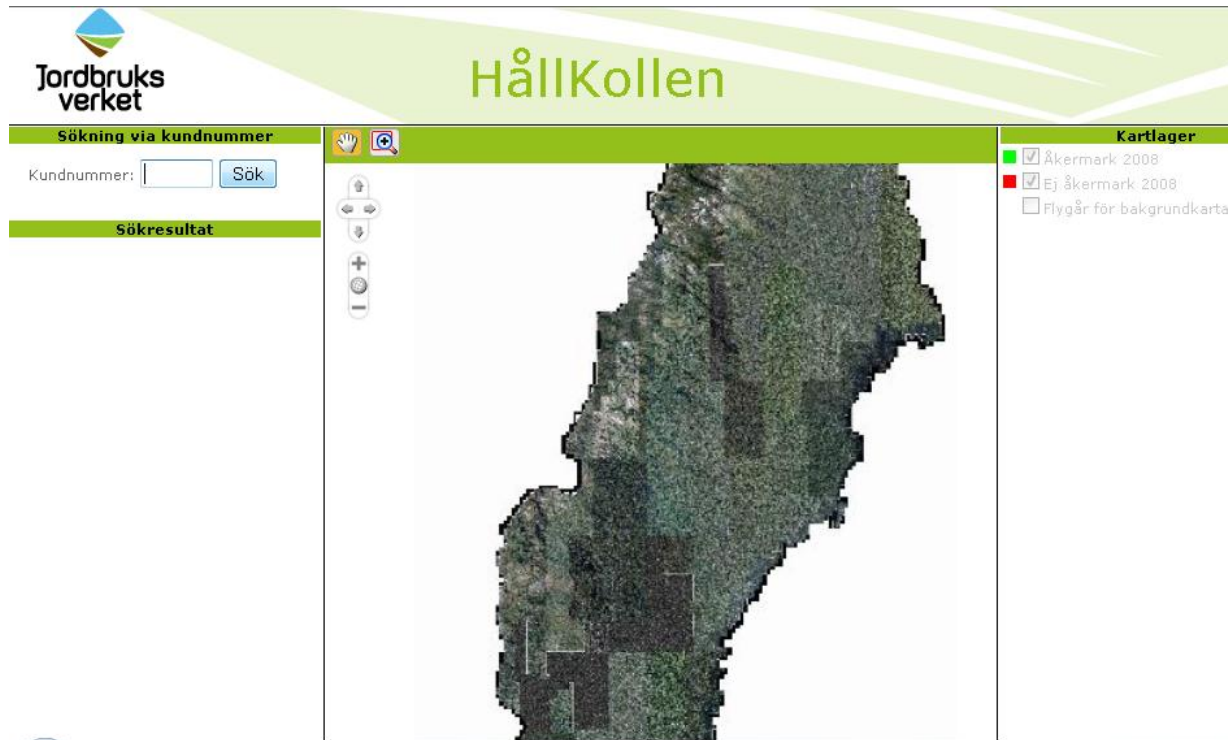 Jordbruks
verket
HållKollen
Sökning via kundnummer
Kundnummer:
Sök
Sökresultat
Kartlager
Åkermark 2008
Ej åkermark 2008
Flygår för bakgrundkarta